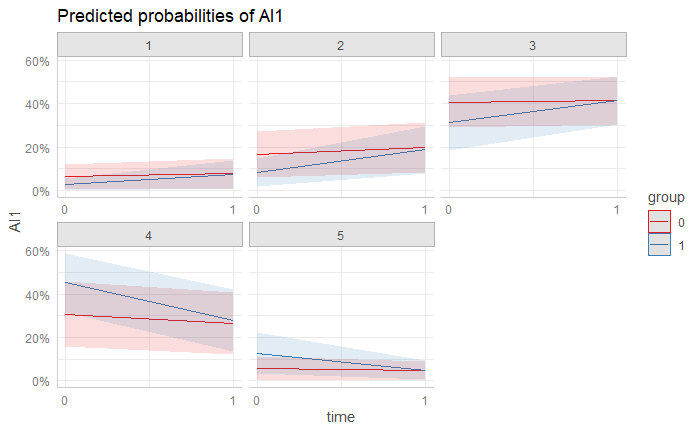 Predicted probabilities of AI1
1 2 3
60%
40%
20%
0%
0 1 0 1 0 1
4 5
60%
40%
20%
0%
0 1 0 1
AI1
time
group
0
1